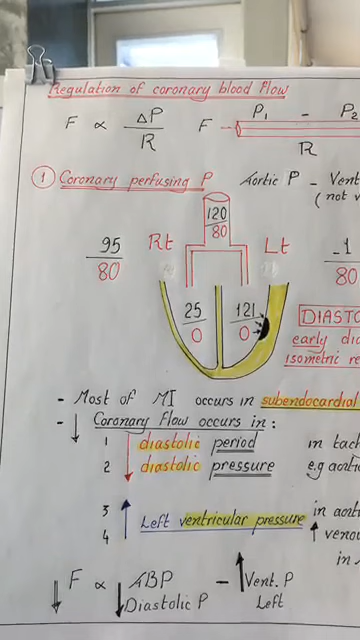 Regulation of coronary blood flow
F ∝ ΔP / R F P₁ - P₂
R
① Coronary perfusing P Aortic P - Vent
(not v
120
80
95 Rt Lt -1
80 80
25 121
0 0
DIASTO
early dia
isometric re
- Most of MI occurs in subendocardial
- ↓ Coronary flow occurs in:
1 ↓ diastolic period in tach
2 diastolic pressure e.g aortic
3 ↑ Left ventricular pressure in aorti
4 ↑ venou
in
↓ F ∝ ↓ ABP - ↑ Vent. P
Diastolic P Left